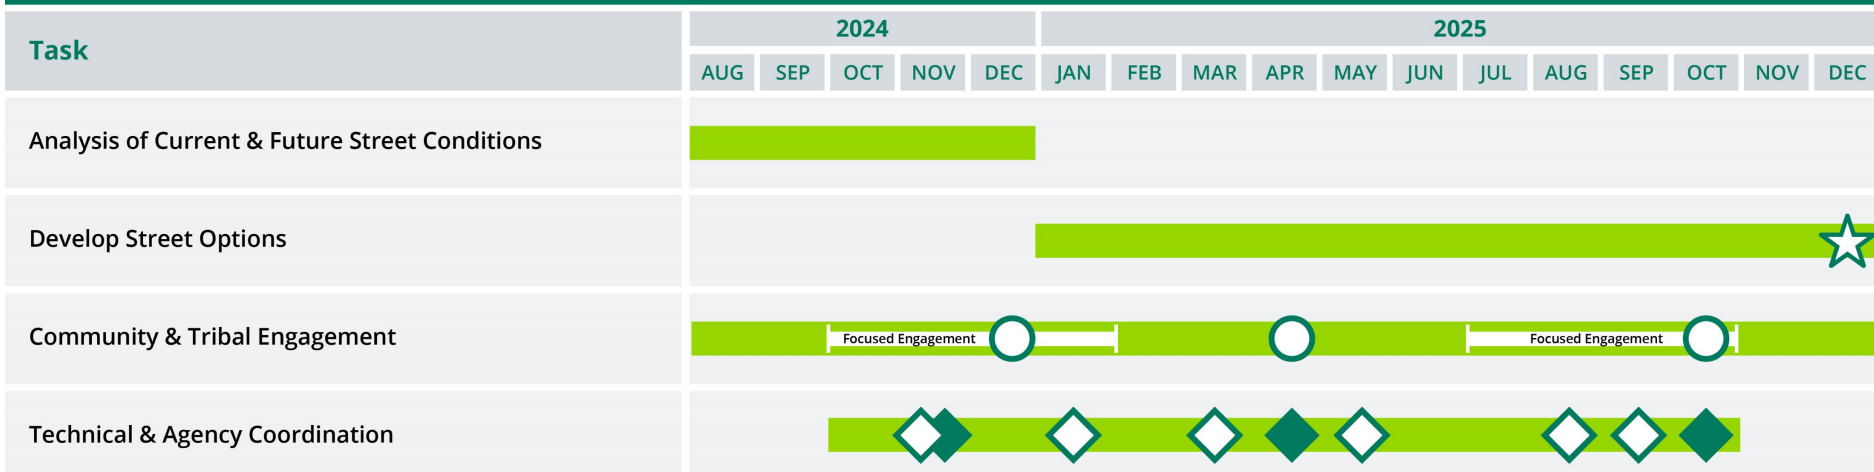 Task
2024 2025
AUG SEP OCT NOV DEC JAN FEB MAR APR MAY JUN JUL AUG SEP OCT NOV DEC
Analysis of Current & Future Street Conditions
Develop Street Options
Community & Tribal Engagement
Focused Engagement Focused Engagement
Technical & Agency Coordination